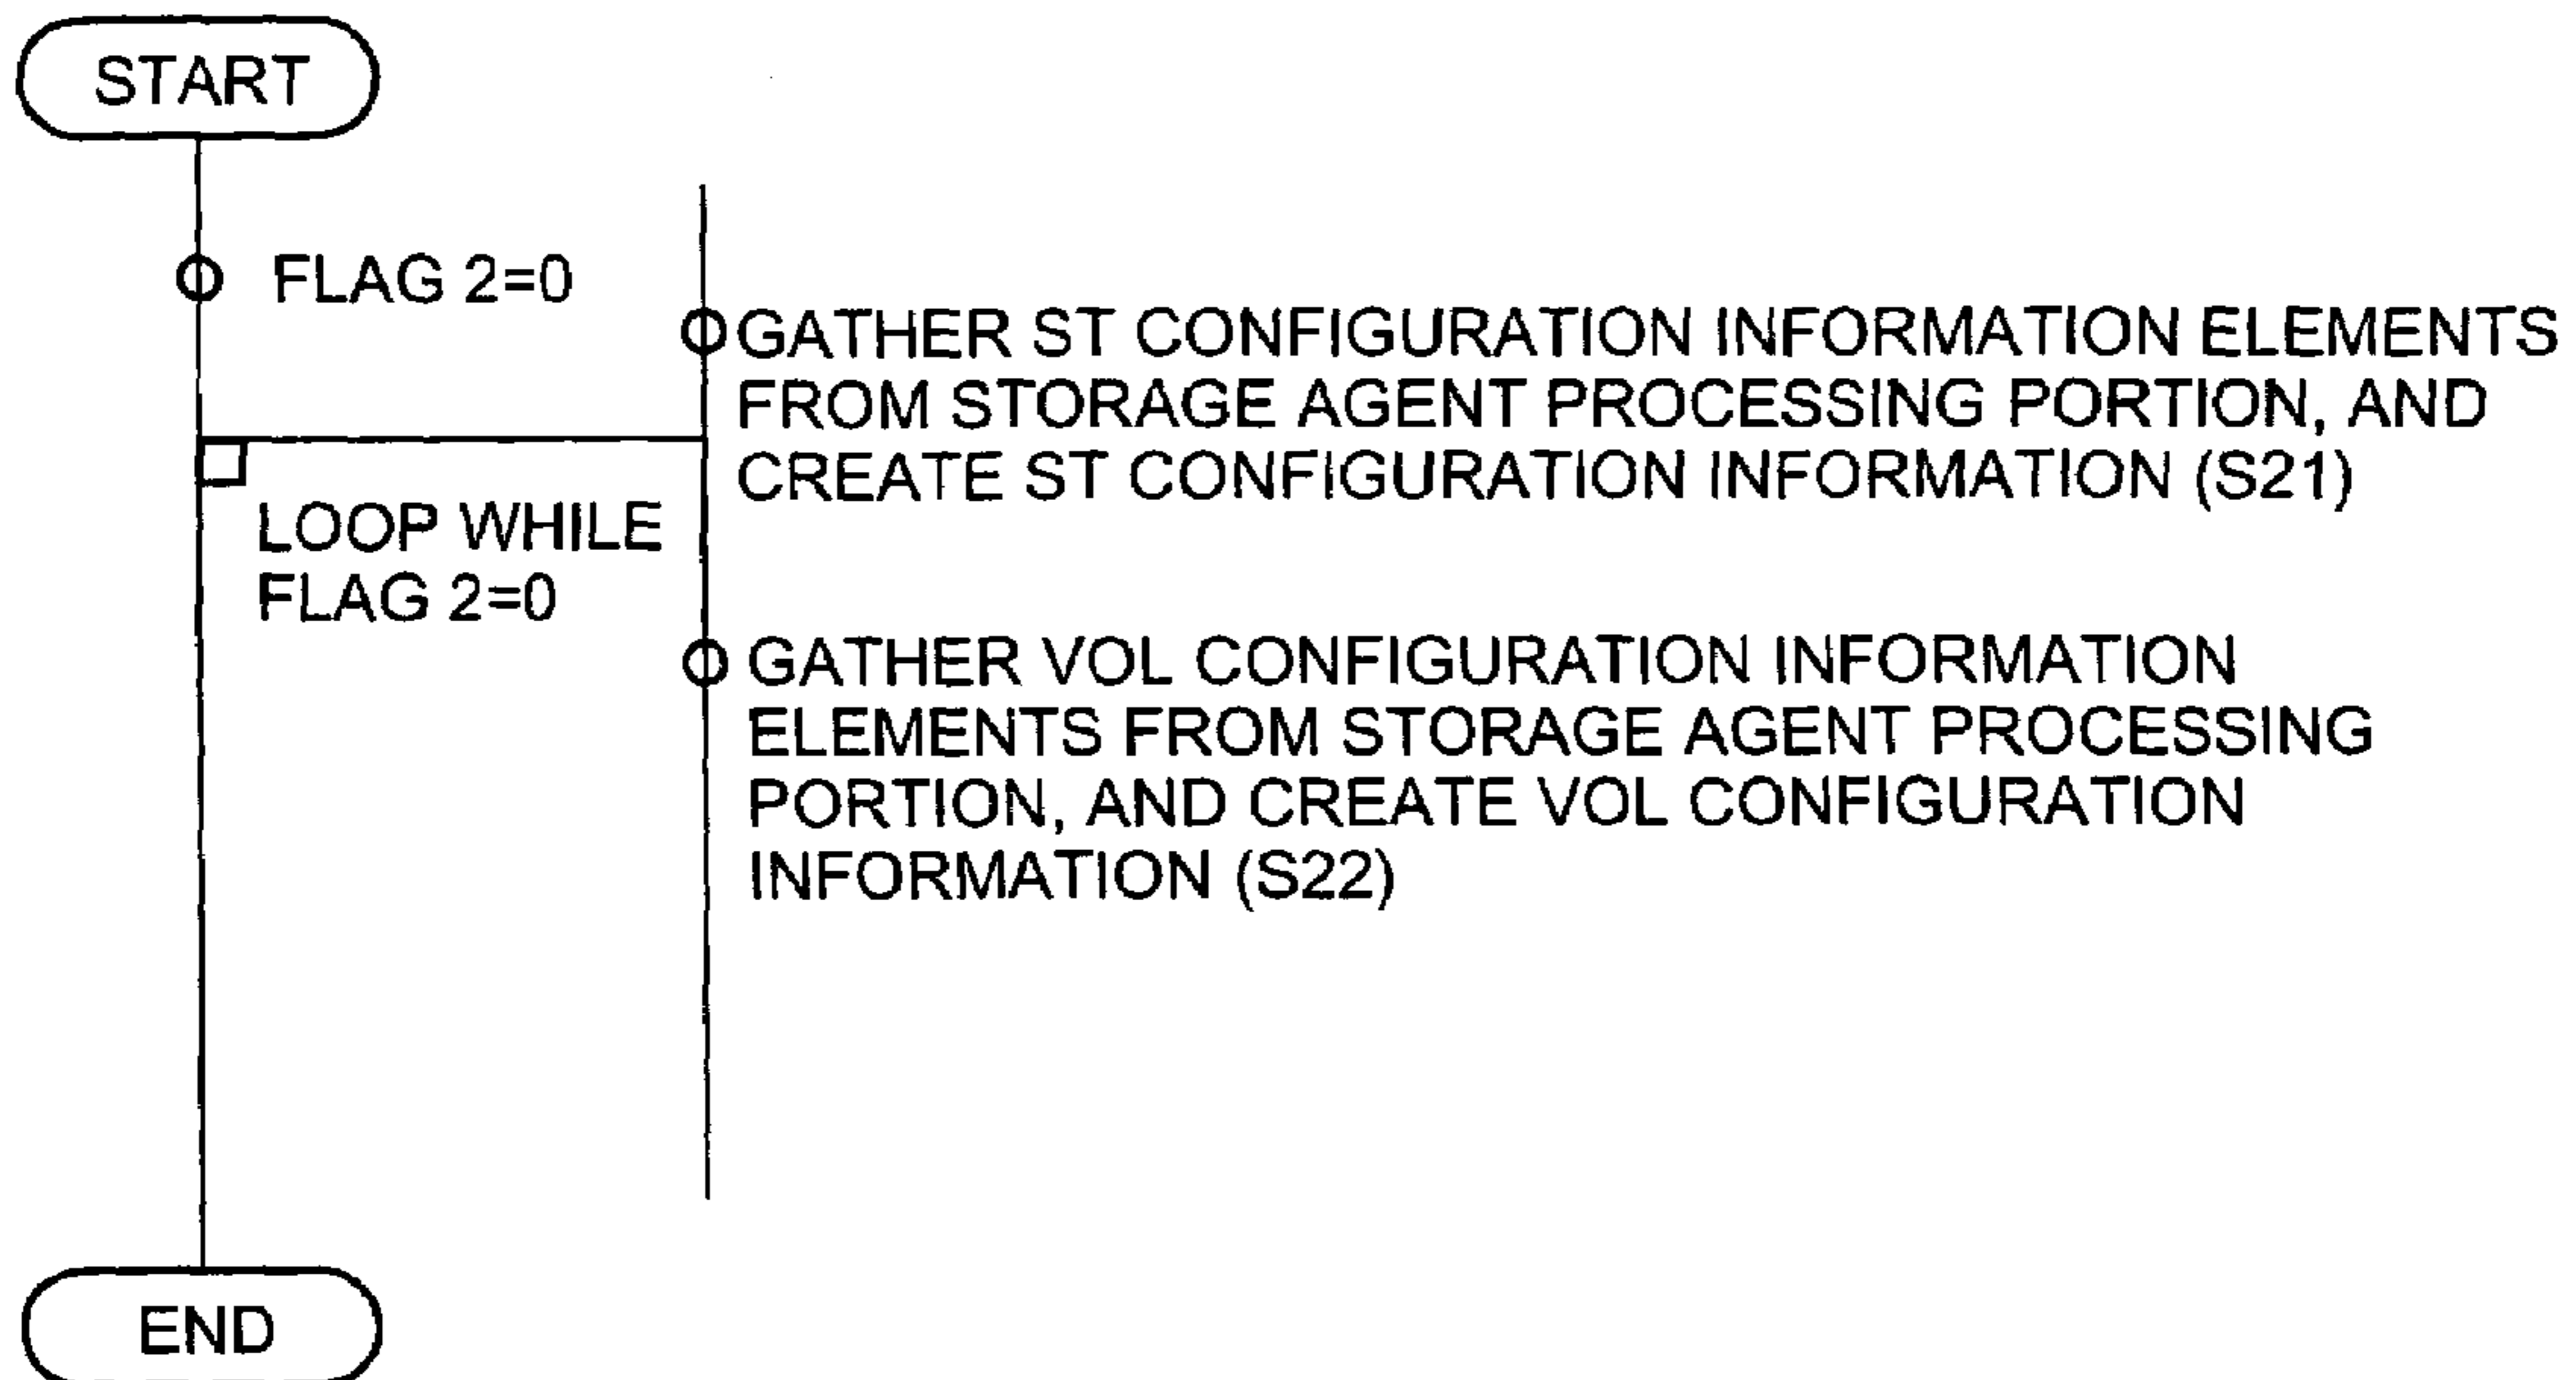 START
FLAG 2=0
GATHER ST CONFIGURATION INFORMATION ELEMENTS
FROM STORAGE AGENT PROCESSING PORTION, AND
CREATE ST CONFIGURATION INFORMATION (S21)
LOOP WHILE
FLAG 2=0
GATHER VOL CONFIGURATION INFORMATION
ELEMENTS FROM STORAGE AGENT PROCESSING
PORTION, AND CREATE VOL CONFIGURATION
INFORMATION (S22)
END